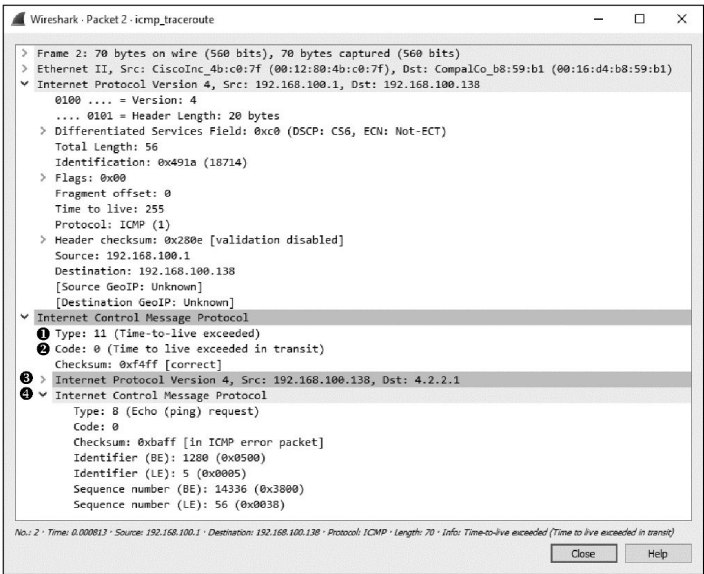 Wireshark · Packet 2 · icmp_traceroute
> Frame 2: 70 bytes on wire (560 bits), 70 bytes captured (560 bits)
> Ethernet II, Src: CiscoInc_4b:c0:7f (00:12:80:4b:c0:7f), Dst: CompalCo_b8:59:b1 (00:16:d4:b8:59:b1)
Internet Protocol Version 4, Src: 192.168.100.1, Dst: 192.168.100.138
0100 .... = Version: 4
.... 0101 = Header Length: 20 bytes
> Differentiated Services Field: 0xc0 (DSCP: CS6, ECN: Not-ECT)
Total Length: 56
Identification: 0x491a (18714)
> Flags: 0x00
Fragment offset: 0
Time to live: 255
Protocol: ICMP (1)
> Header checksum: 0x280e [validation disabled]
Source: 192.168.100.1
Destination: 192.168.100.138
[Source GeoIP: Unknown]
[Destination GeoIP: Unknown]
Internet Control Message Protocol
❶ Type: 11 (Time-to-live exceeded)
❷ Code: 0 (Time to live exceeded in transit)
Checksum: 0xf4ff [correct]
❸ > Internet Protocol Version 4, Src: 192.168.100.138, Dst: 4.2.2.1
❹ Internet Control Message Protocol
Type: 8 (Echo (ping) request)
Code: 0
Checksum: 0xbaff [in ICMP error packet]
Identifier (BE): 1280 (0x0500)
Identifier (LE): 5 (0x0005)
Sequence number (BE): 14336 (0x3800)
Sequence number (LE): 56 (0x0038)
No.: 2 · Time: 0.000813 · Source: 192.168.100.1 · Destination: 192.168.100.138 · Protocol: ICMP · Length: 70 · Info: Time-to-live exceeded (Time to live exceeded in transit)
Close Help